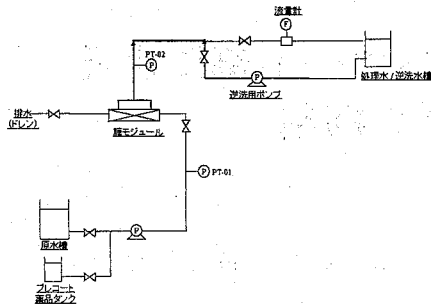 流量計
F
PT-02
P
処理水/逆洗水槽
P
逆洗用ポンプ
排水
(ドレン)
膜モジュール
P
PT-01
原水槽
P
プレコート
薬品タンク